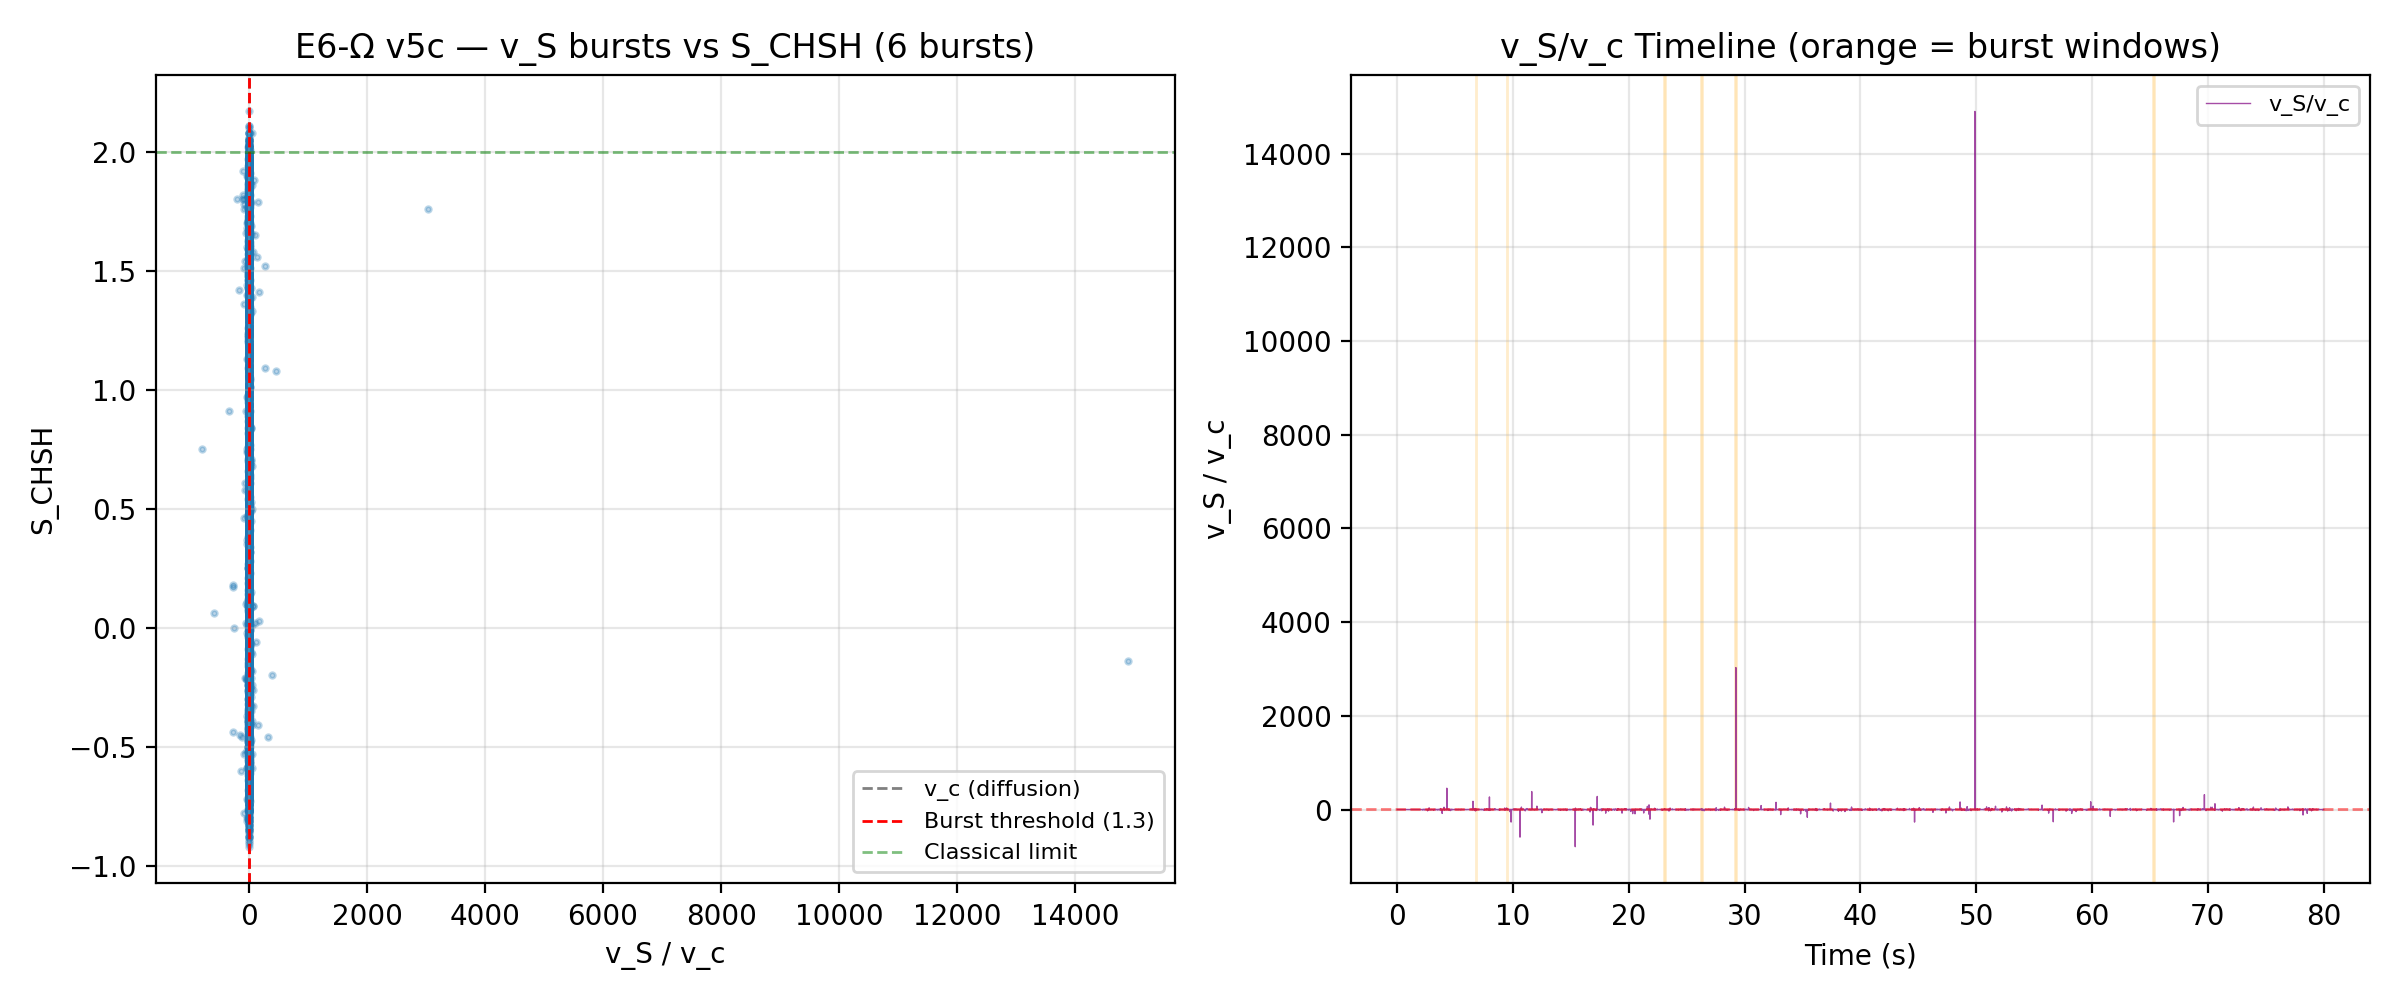 E6-Ω v5c — v_S bursts vs S_CHSH (6 bursts)
S_CHSH
2.0
1.5
1.0
0.5
0.0
−0.5
−1.0
v_c (diffusion)
Burst threshold (1.3)
Classical limit
0 2000 4000 6000 8000 10000 12000 14000
v_S / v_c
v_S/v_c Timeline (orange = burst windows)
v_S / v_c
v_S/v_c
14000
12000
10000
8000
6000
4000
2000
0
0 10 20 30 40 50 60 70 80
Time (s)